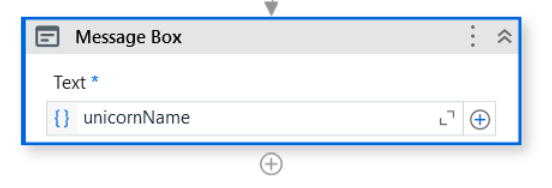 Message Box
Text *
{} unicornName